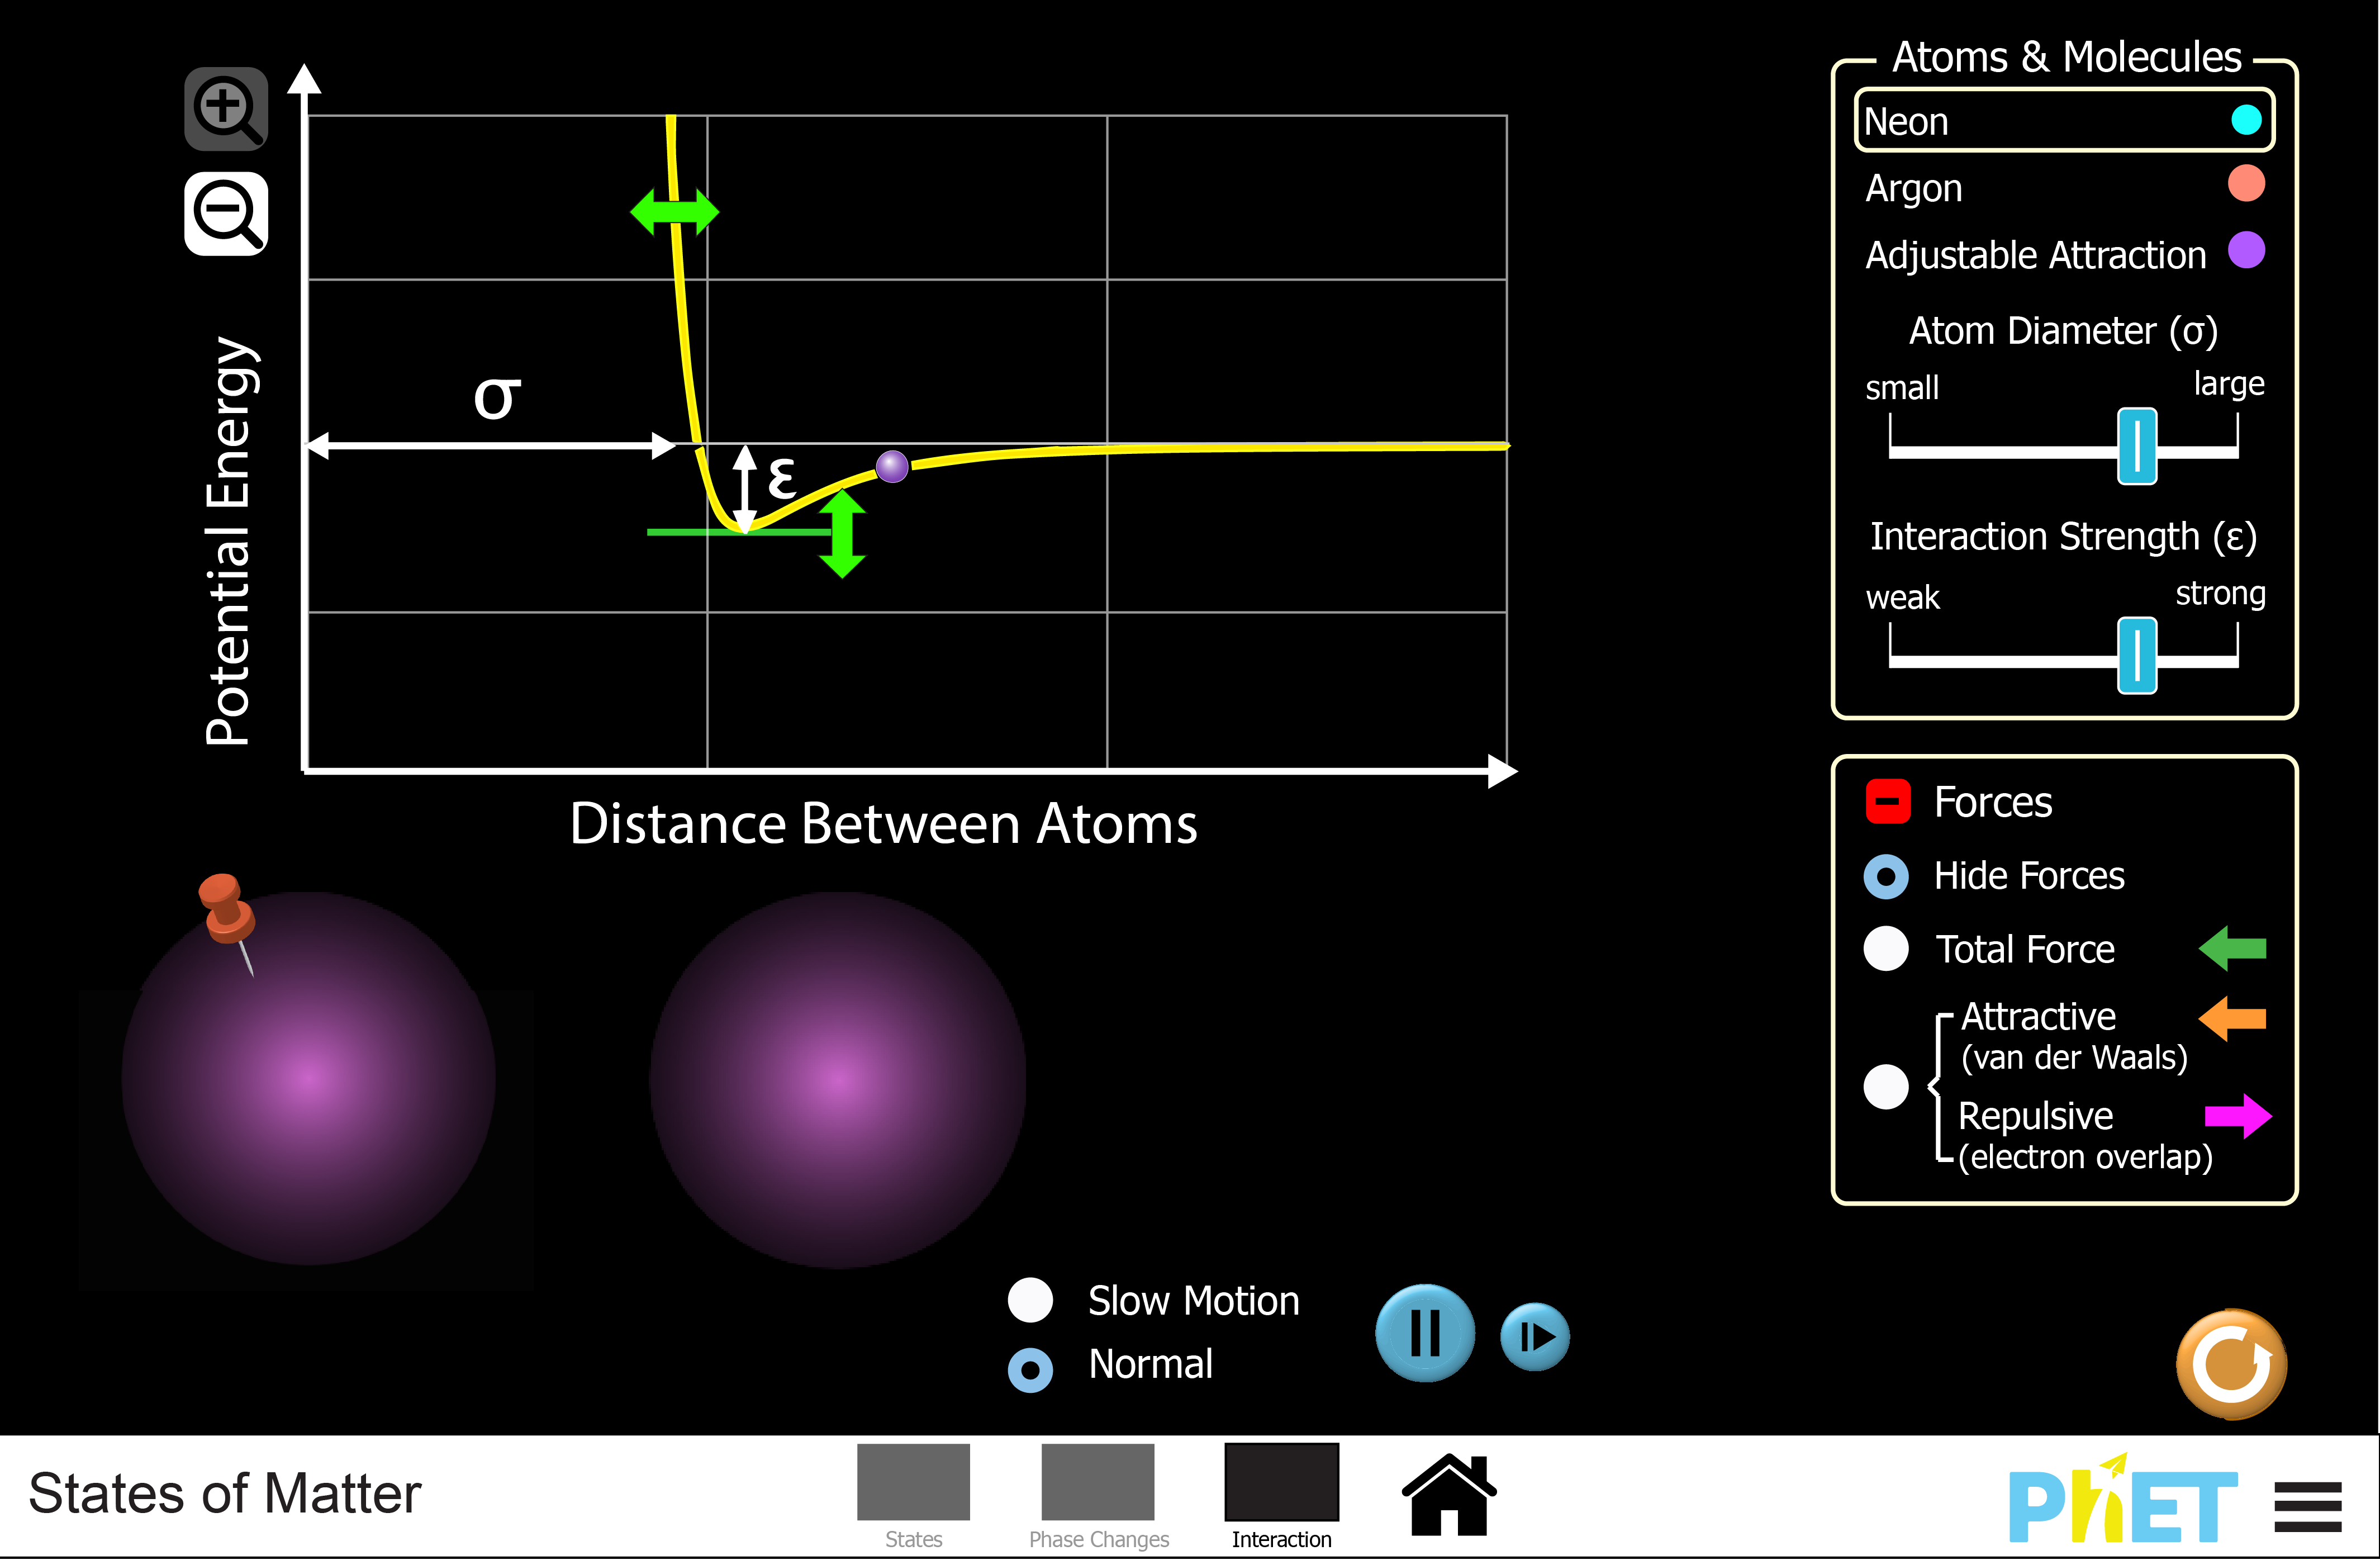 Potential Energy
σ
ε
Distance Between Atoms
Atoms & Molecules
Neon
Argon
Adjustable Attraction
Atom Diameter (σ)
small large
Interaction Strength (ε)
weak strong
Forces
Hide Forces
Total Force
Attractive
(van der Waals)
Repulsive
(electron overlap)
Slow Motion
Normal
States of Matter
States
Phase Changes
Interaction
PhET